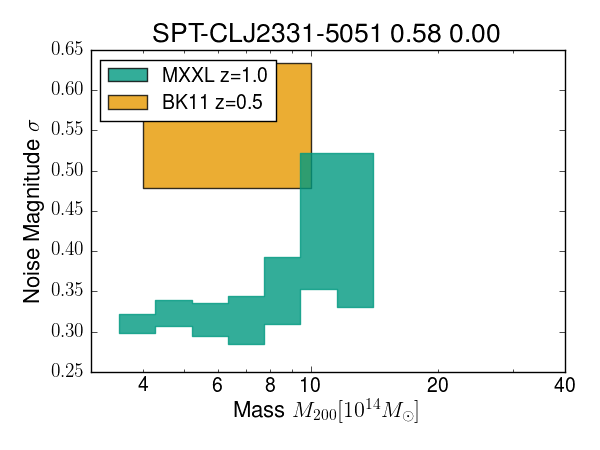 SPT-CLJ2331-5051 0.58 0.00
0.65
0.60
0.55
0.50
0.45
0.40
0.35
0.30
0.25
Noise Magnitude σ
MXXL z=1.0
BK11 z=0.5
4 6 8 10 20 40
Mass M₂₀₀[10¹⁴M☉]